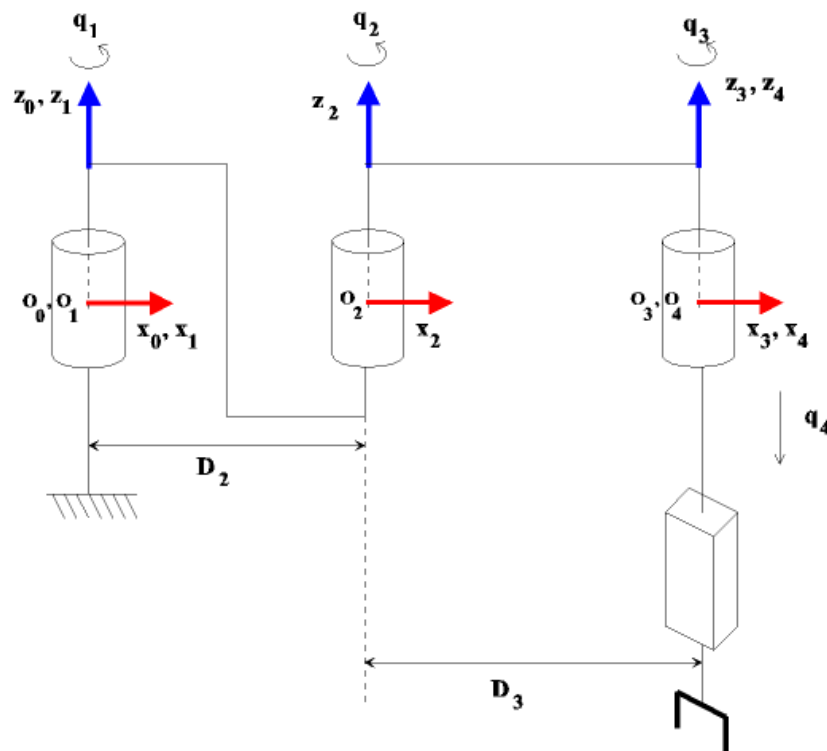 q1 q2 q3
z0, z1 z2 z3, z4
O0, O1 O2 O3, O4
x0, x1 x2 x3, x4
q4
D2
D3